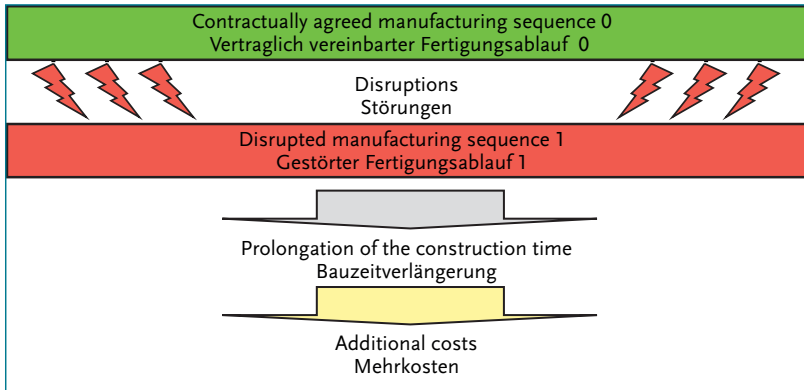 Contractually agreed manufacturing sequence 0
Vertraglich vereinbarter Fertigungsablauf 0
Disruptions
Störungen
Disrupted manufacturing sequence 1
Gestörter Fertigungsablauf 1
Prolongation of the construction time
Bauzeitverlängerung
Additional costs
Mehrkosten